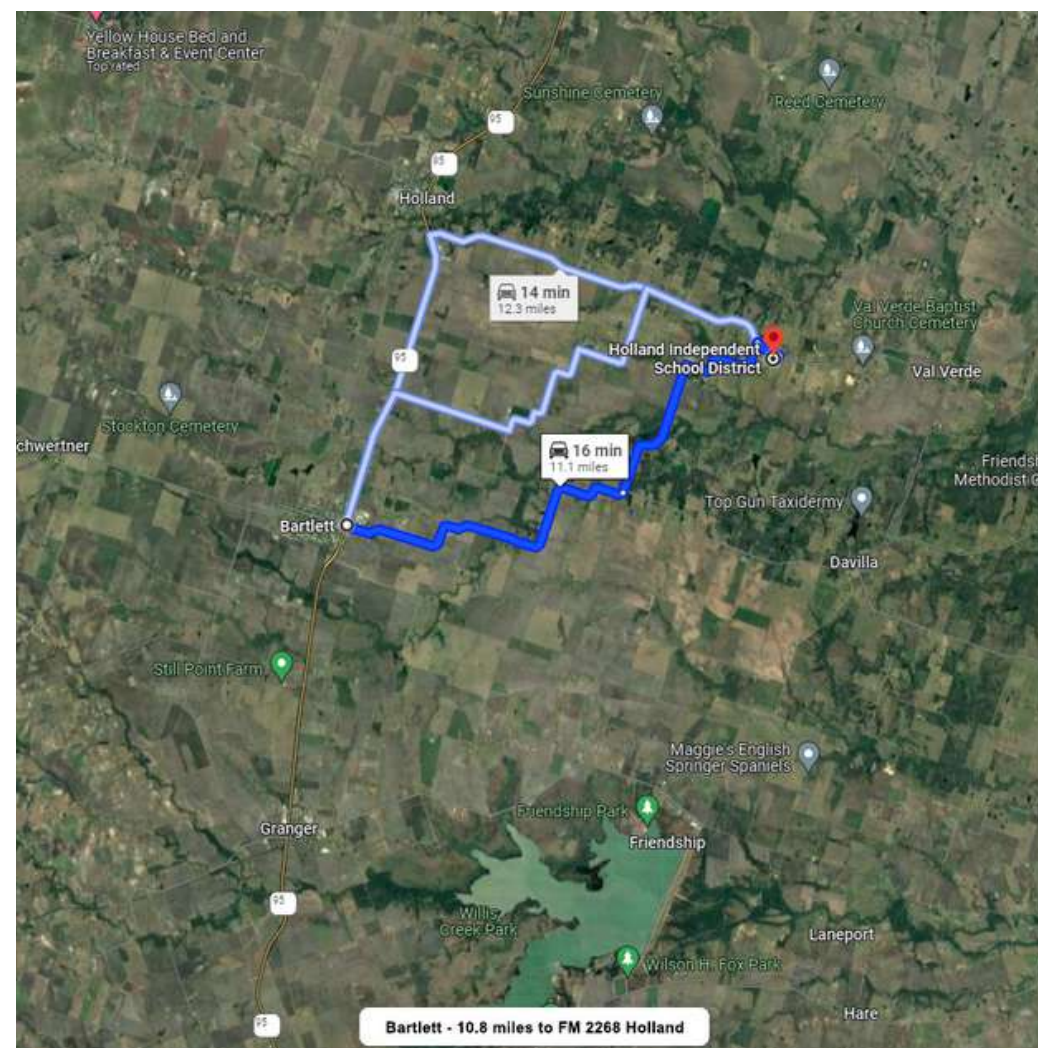 Yellow House Bed and
Breakfast & Event Center
Top rated
Sunshine Cemetery
Reed Cemetery
95
95
Holland
14 min
12.3 miles
Val Verde Baptist
Church Cemetery
Holland Independent
School District
95
Val Verde
Stockton Cemetery
chwertner
16 min
11.1 miles
Friendsh
Methodist C
Top Gun Taxidermy
Bartlett
Davilla
Still Point Farm
Maggie's English
Springer Spaniels
Friendship Park
Granger
Friendship
95
Willis
Creek Park
Laneport
Wilson H. Fox Park
Hare
95
Bartlett - 10.8 miles to FM 2268 Holland